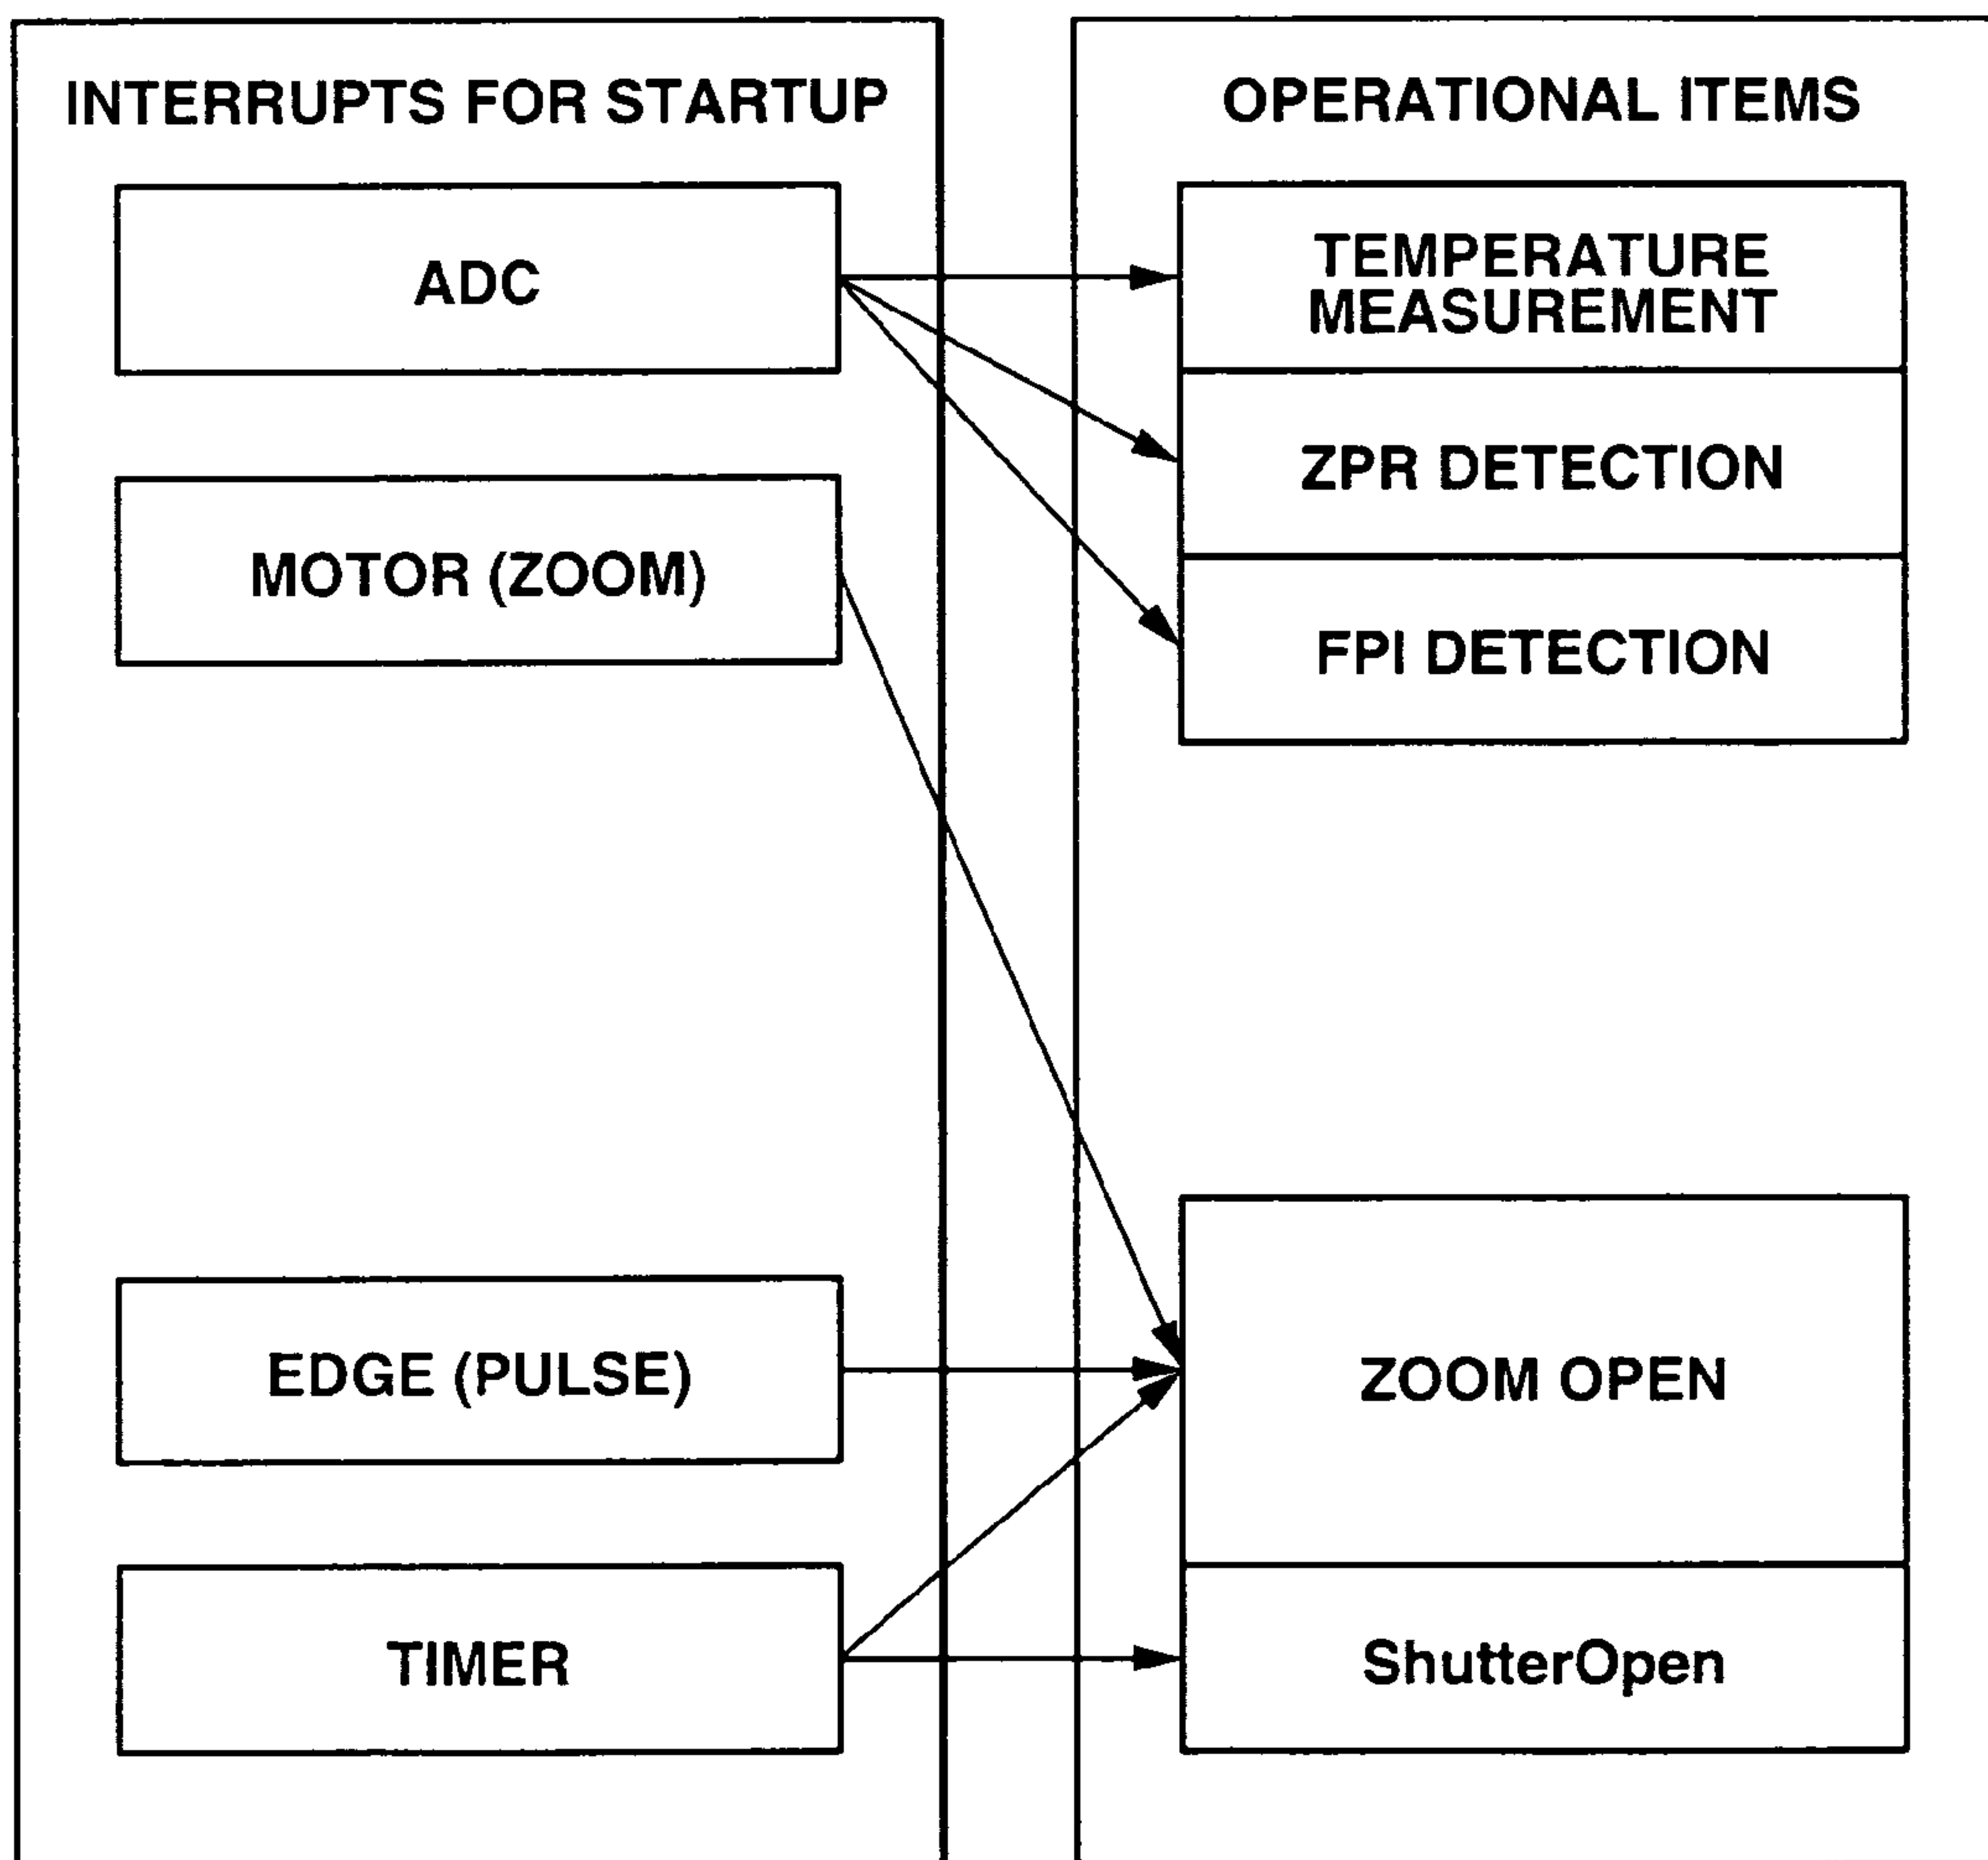 INTERRUPTS FOR STARTUP
ADC
MOTOR (ZOOM)
EDGE (PULSE)
TIMER
OPERATIONAL ITEMS
TEMPERATURE
MEASUREMENT
ZPR DETECTION
FPI DETECTION
ZOOM OPEN
ShutterOpen